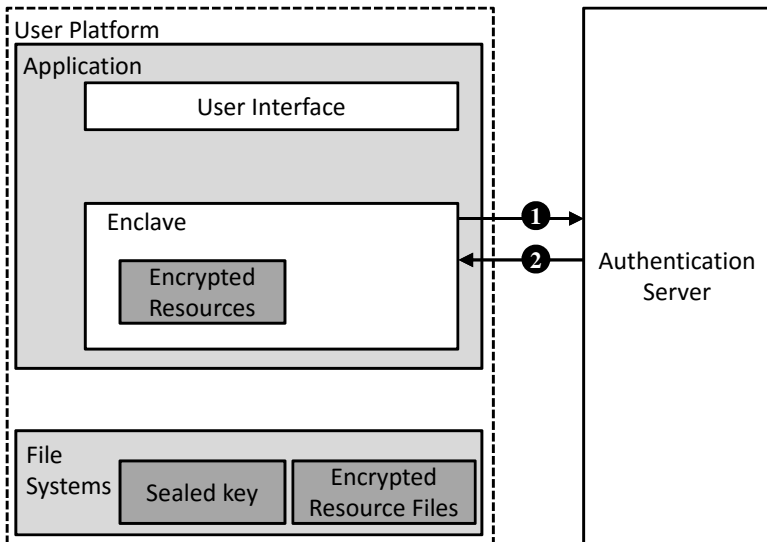 User Platform
Application
User Interface
Enclave
Encrypted
Resources
1
2
Authentication
Server
File
Systems
Sealed key
Encrypted
Resource Files